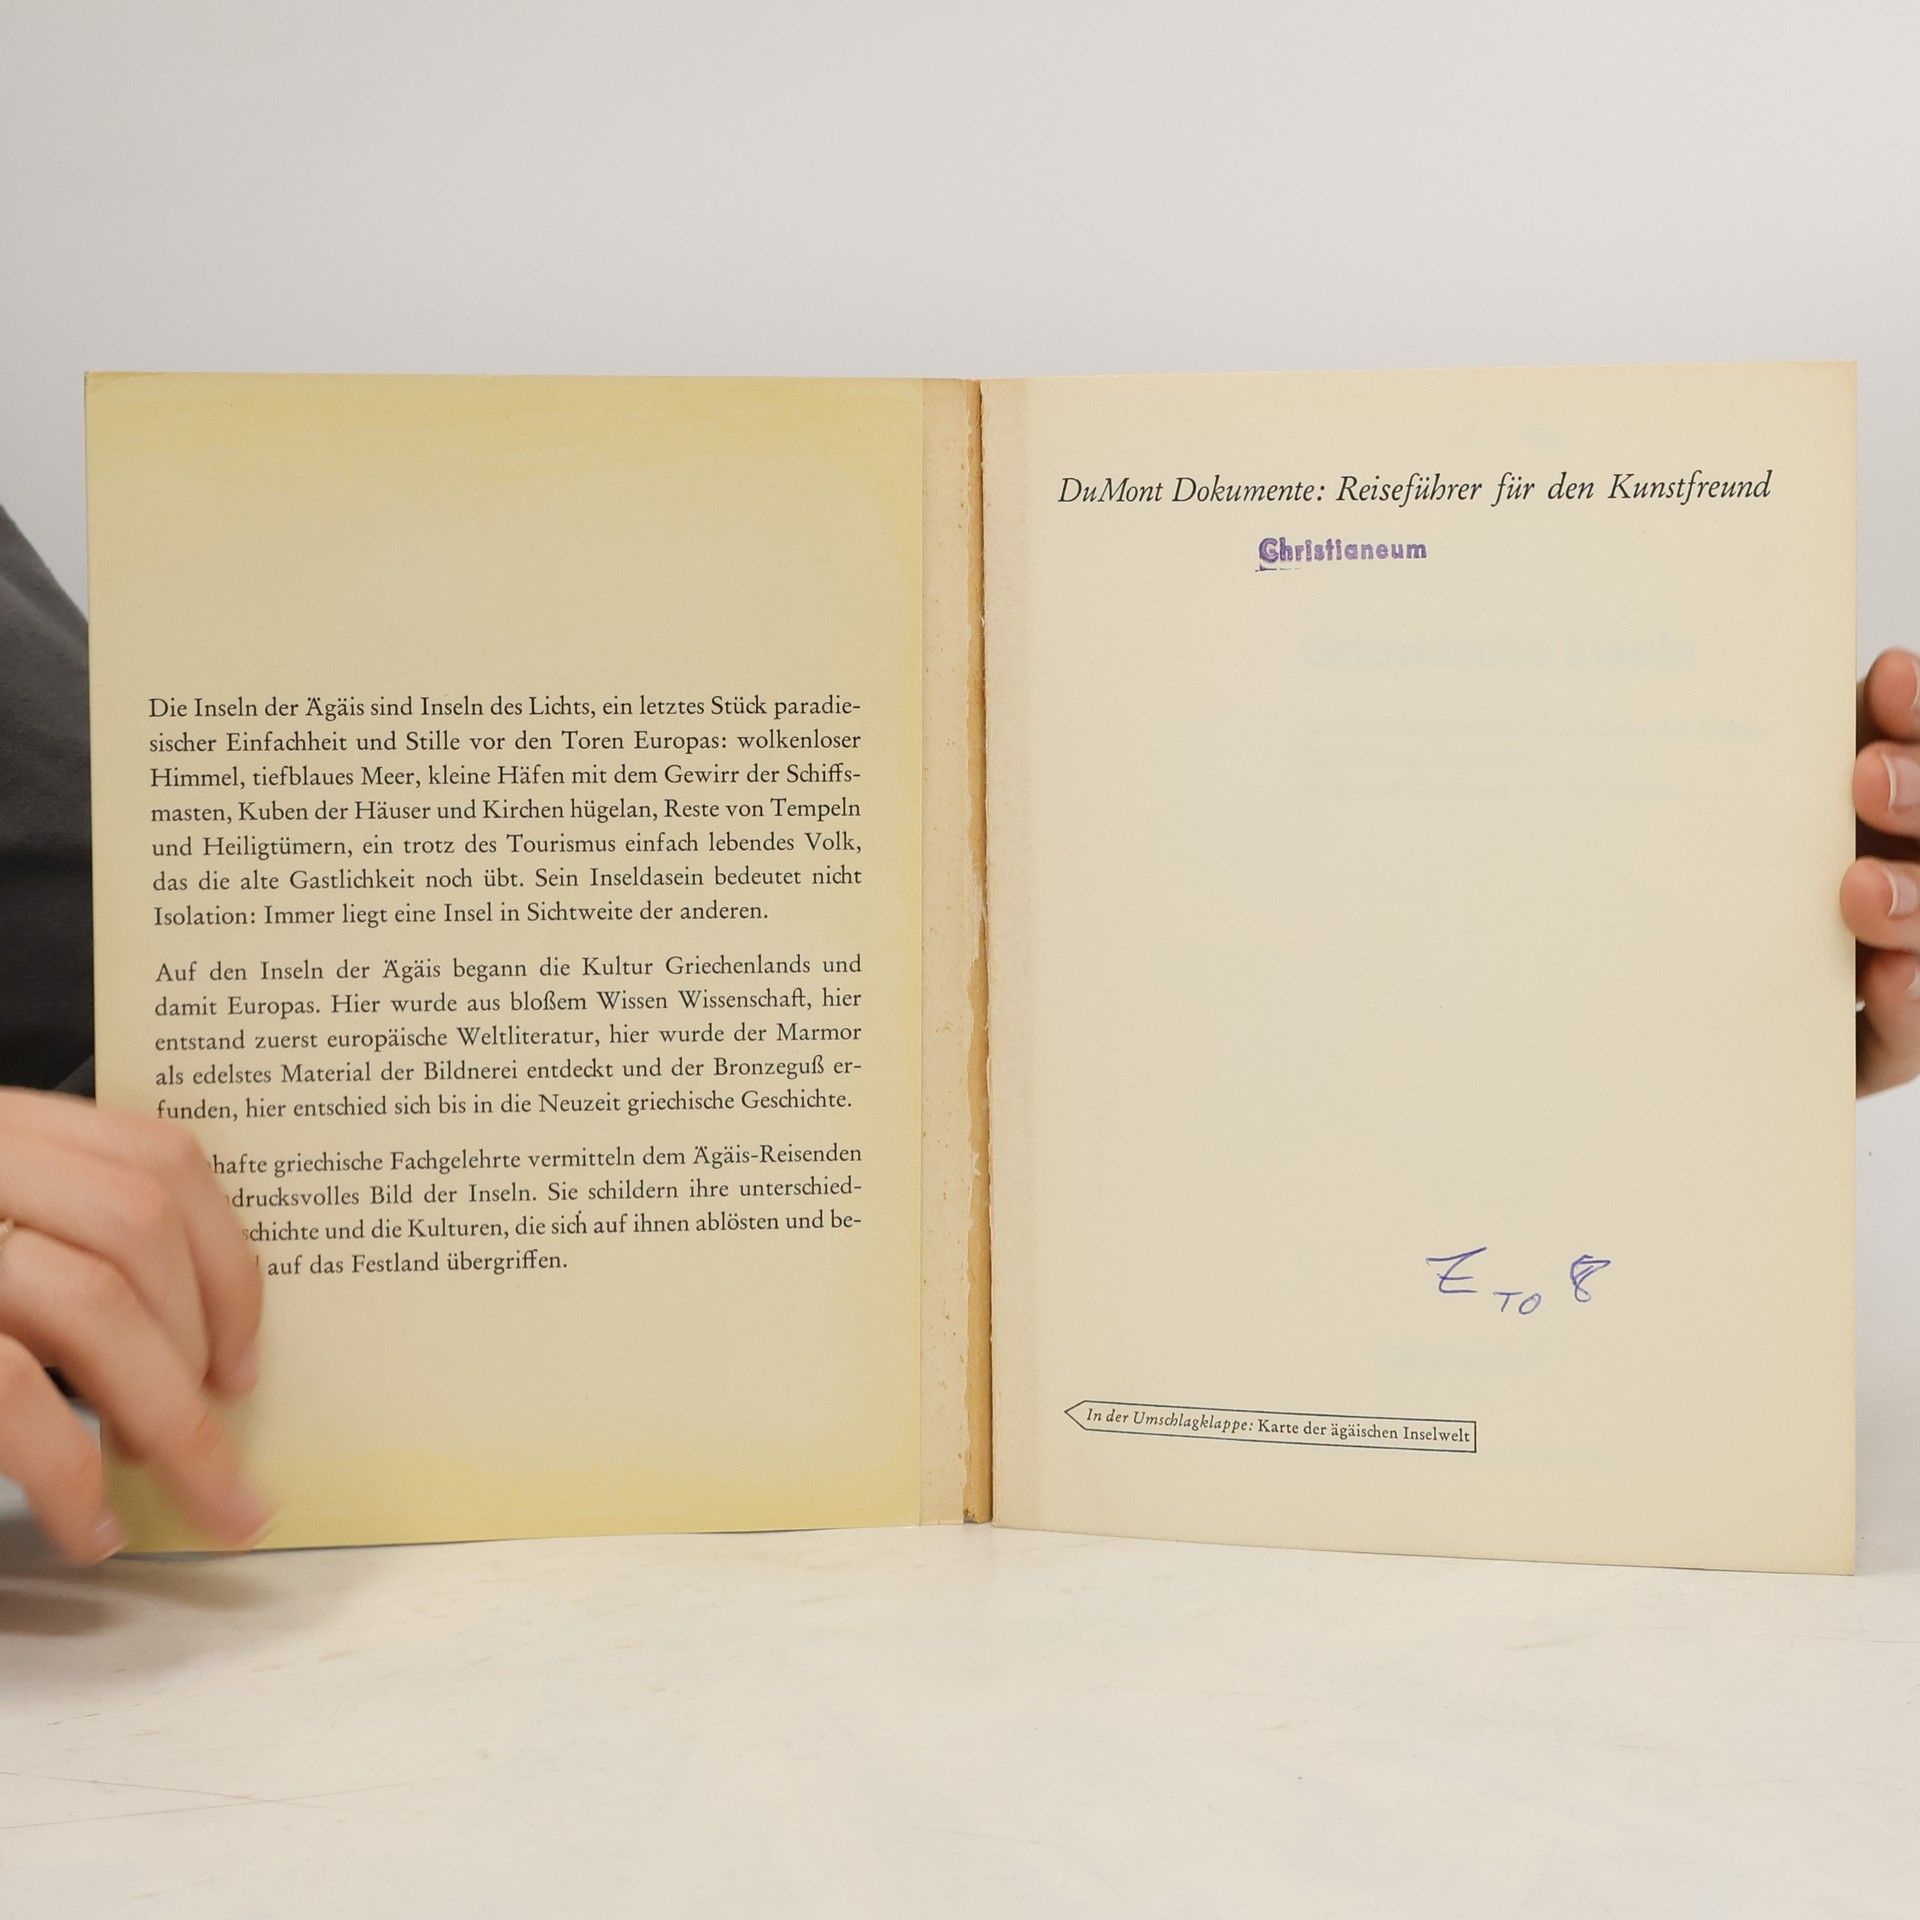 Die Inseln der Ägäis sind Inseln des Lichts, ein letztes Stück paradie-
sischer Einfachheit und Stille vor den Toren Europas: wolkenloser
Himmel, tiefblaues Meer, kleine Häfen mit dem Gewirr der Schiffs-
masten, Kuben der Häuser und Kirchen hügelan, Reste von Tempeln
und Heiligtümern, ein trotz des Tourismus einfach lebendes Volk,
das die alte Gastlichkeit noch übt. Sein Inseldasein bedeutet nicht
Isolation: Immer liegt eine Insel in Sichtweite der anderen.
Auf den Inseln der Ägäis begann die Kultur Griechenlands und
damit Europas. Hier wurde aus bloßem Wissen Wissenschaft, hier
entstand zuerst europäische Weltliteratur, hier wurde der Marmor
als edelstes Material der Bildnerei entdeckt und der Bronzeguß er-
funden, hier entschied sich bis in die Neuzeit griechische Geschichte.
griechische Fachgelehrte vermitteln dem Ägäis-Reisenden
Bild der Inseln. Sie schildern ihre unterschied-
und die Kulturen, die sich auf ihnen ablösten und be-
auf das Festland übergriffen.
DuMont Dokumente: Reiseführer für den Kunstfreund
Christianeum
TO 8
In der Umschlagklappe: Karte der ägäischen Inselwelt